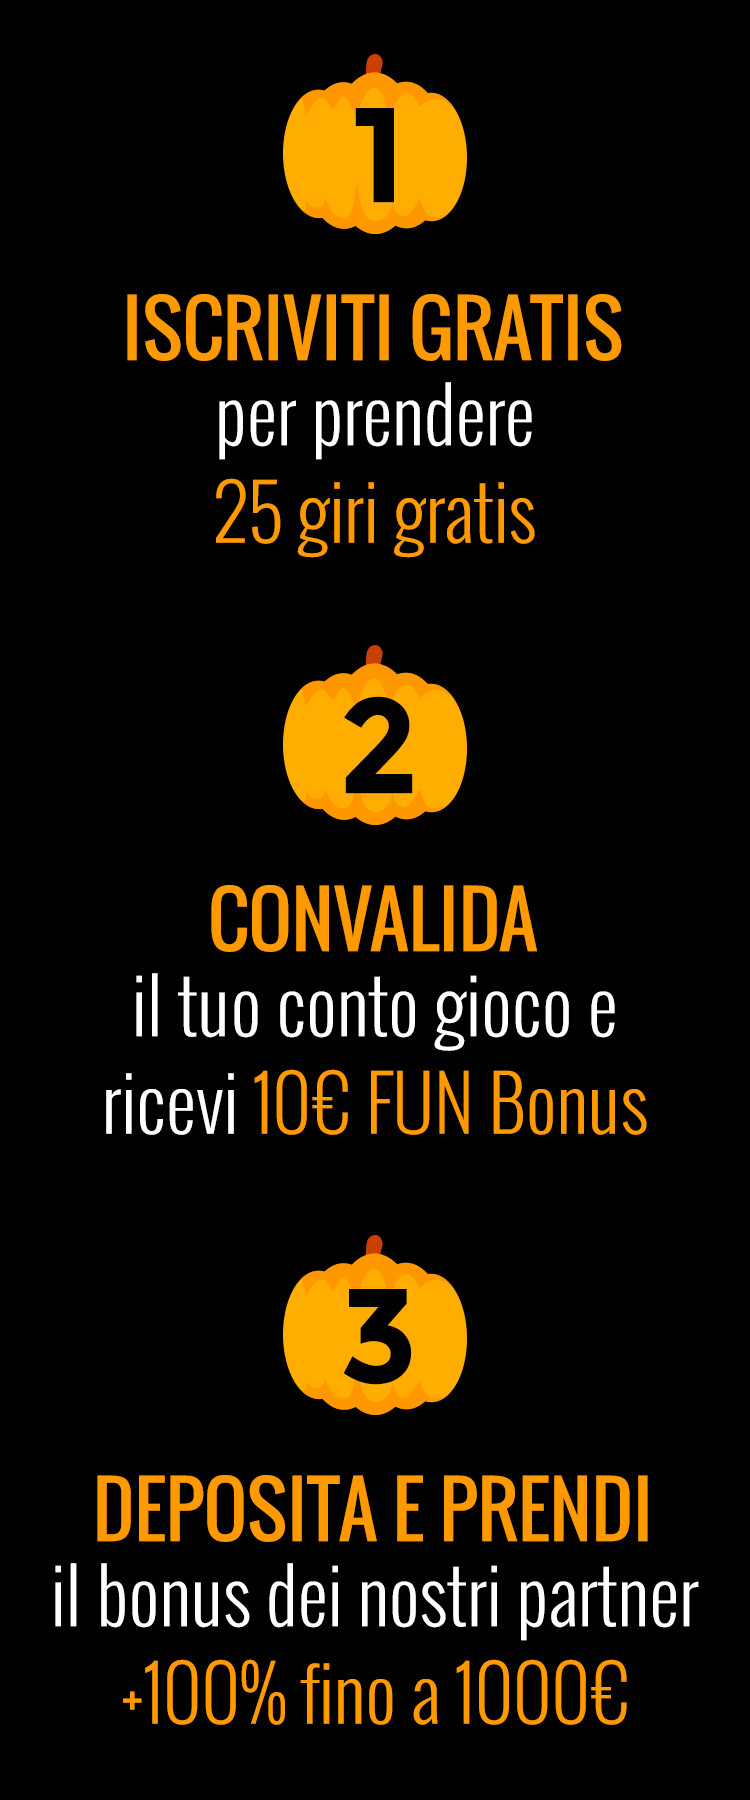 1
ISCRIVITI GRATIS
per prendere
25 giri gratis
2
CONVALIDA
il tuo conto gioco e
ricevi 10€ FUN Bonus
3
DEPOSITA E PRENDI
il bonus dei nostri partner
+100% fino a 1000€